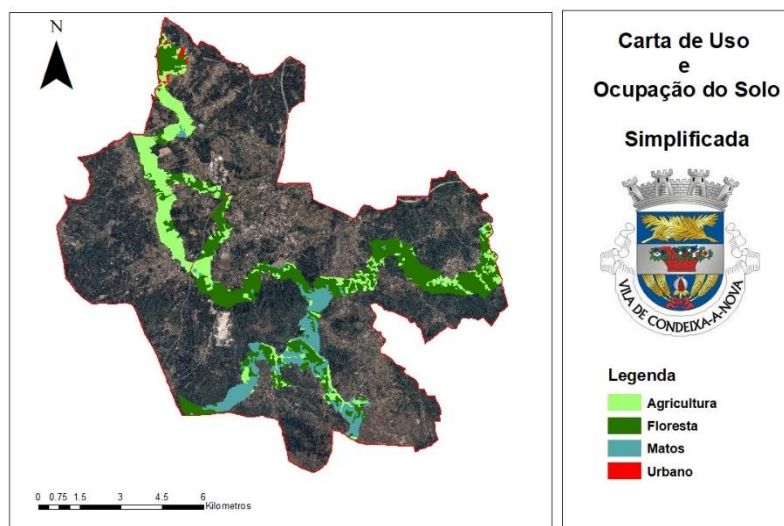 N
0 0.75 1.5 3 4.5 6
Kilometros
Carta de Uso
e
Ocupação do Solo
Simplificada
VILA DE CONDEIXA-A-NOVA
Legenda
Agricultura
Floresta
Matos
Urbano